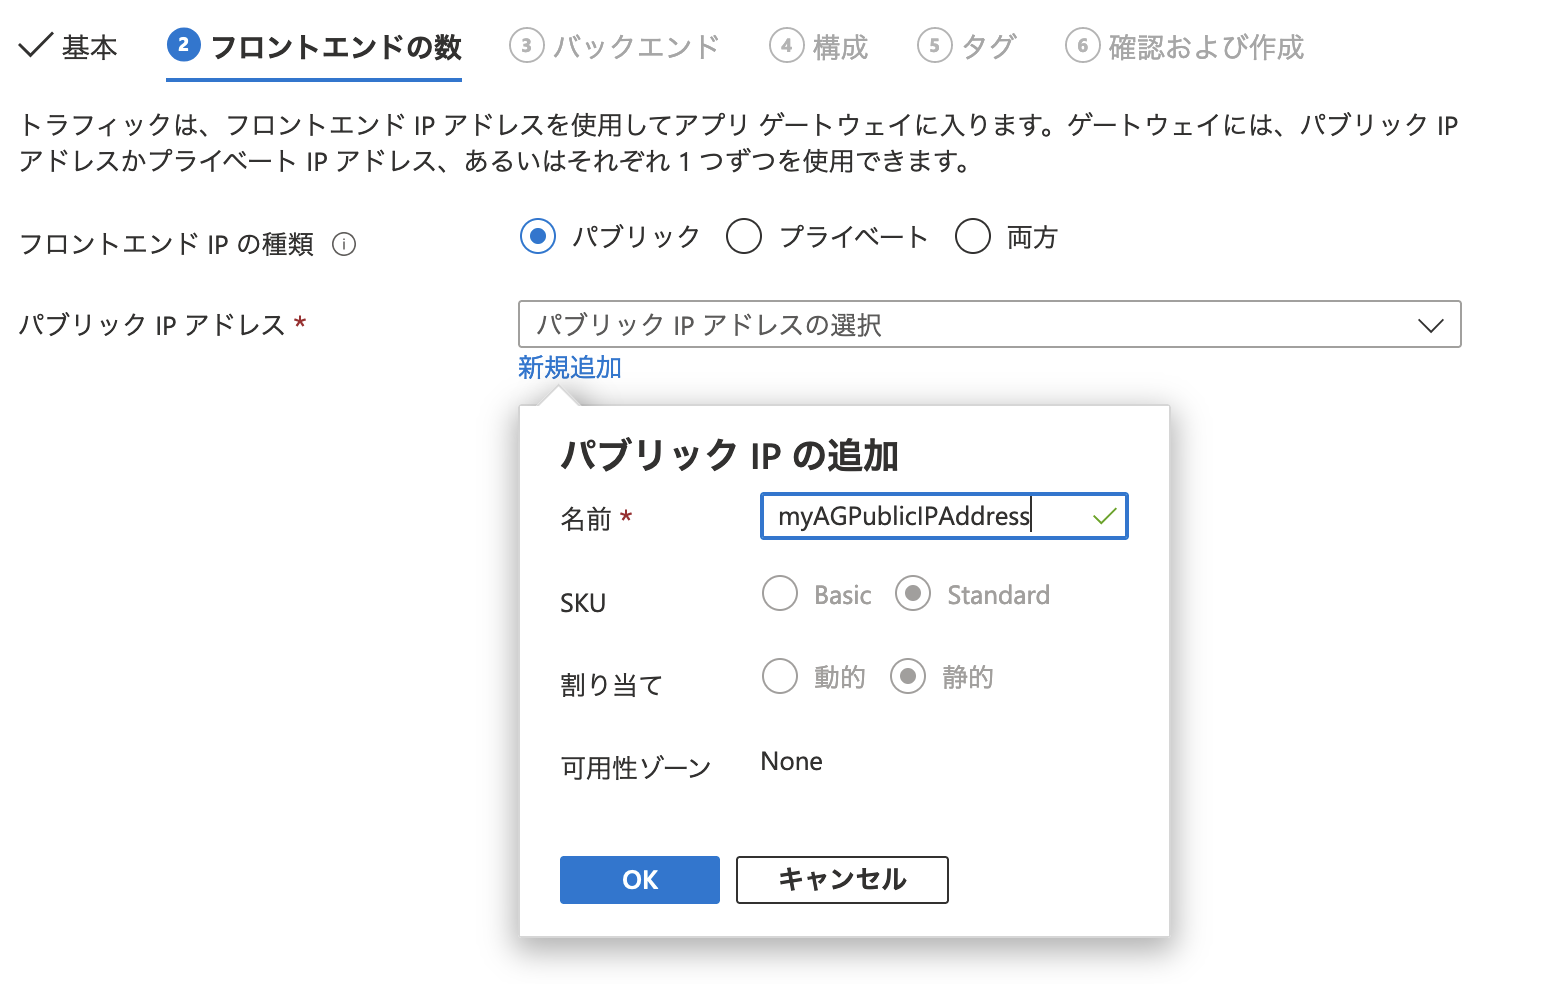 基本 2 フロントエンドの数 3 バックエンド 4 構成 5 タグ 6 確認および作成
トラフィックは、フロントエンド IP アドレスを使用してアプリ ゲートウェイに入ります。ゲートウェイには、パブリック IP
アドレスかプライベート IP アドレス、あるいはそれぞれ 1 つずつを使用できます。
フロントエンド IP の種類 パブリック プライベート 両方
パブリック IP アドレス * パブリック IP アドレスの選択
新規追加
パブリック IP の追加
名前 * myAGPublicIPAddress
SKU Basic Standard
割り当て 動的 静的
可用性ゾーン None
OK キャンセル